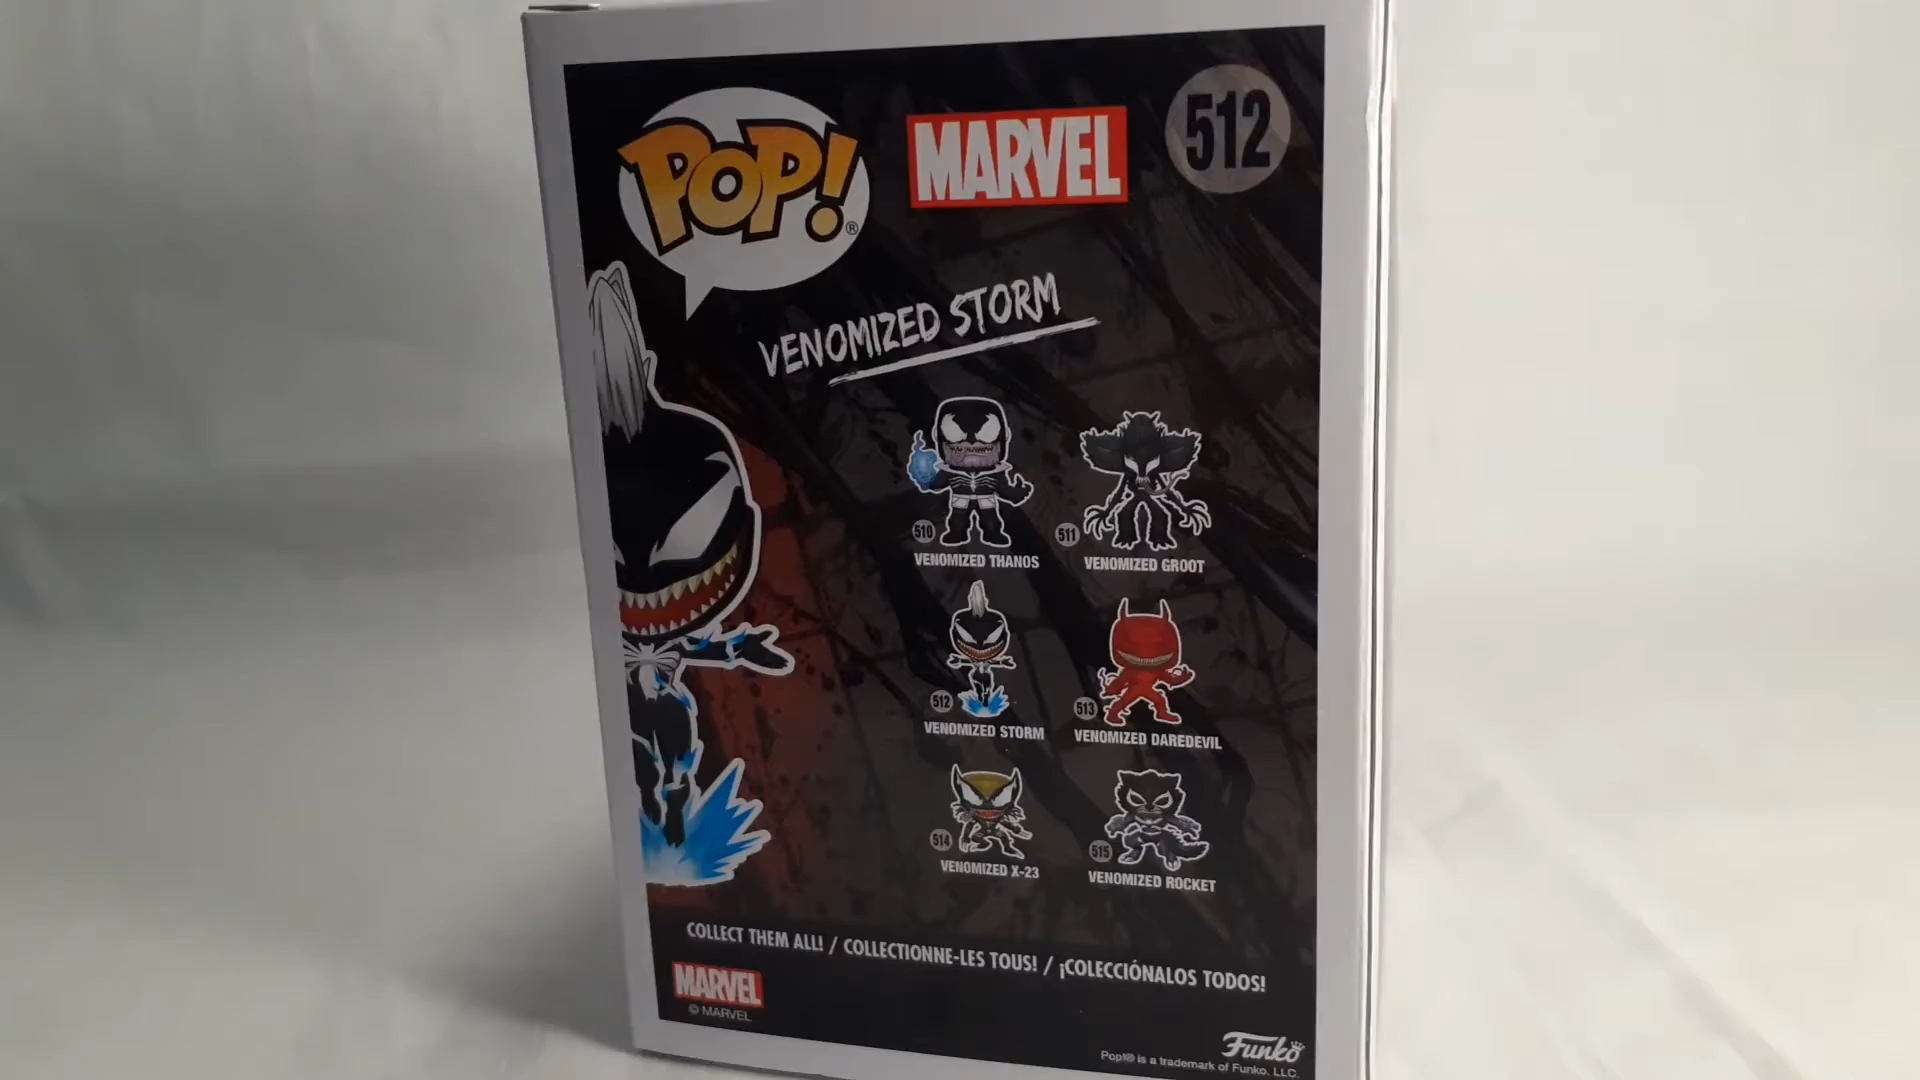 POP!®
MARVEL
512
VENOMIZED STORM
510
VENOMIZED THANOS
511
VENOMIZED GROOT
512
VENOMIZED STORM
513
VENOMIZED DAREDEVIL
514
VENOMIZED X-23
515
VENOMIZED ROCKET
COLLECT THEM ALL! / COLLECTIONNE-LES TOUS! / ¡COLECCIÓNALOS TODOS!
MARVEL
© MARVEL
Funko
Pop!® is a trademark of Funko, LLC.